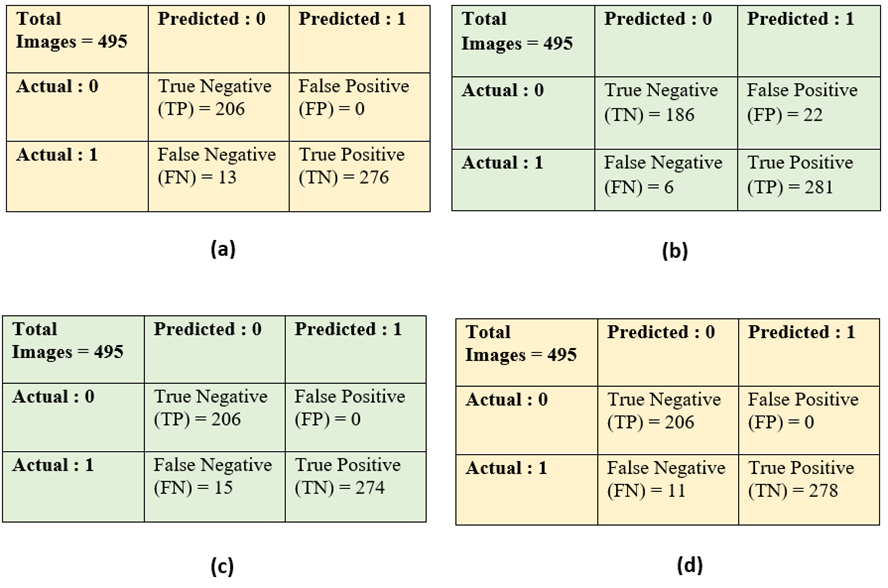 Total Images = 495 Predicted : 0 Predicted : 1
Actual : 0 True Negative (TP) = 206 False Positive (FP) = 0
Actual : 1 False Negative (FN) = 13 True Positive (TN) = 276
(a)
Total Images = 495 Predicted : 0 Predicted : 1
Actual : 0 True Negative (TN) = 186 False Positive (FP) = 22
Actual : 1 False Negative (FN) = 6 True Positive (TP) = 281
(b)
Total Images = 495 Predicted : 0 Predicted : 1
Actual : 0 True Negative (TP) = 206 False Positive (FP) = 0
Actual : 1 False Negative (FN) = 15 True Positive (TN) = 274
(c)
Total Images = 495 Predicted : 0 Predicted : 1
Actual : 0 True Negative (TP) = 206 False Positive (FP) = 0
Actual : 1 False Negative (FN) = 11 True Positive (TN) = 278
(d)